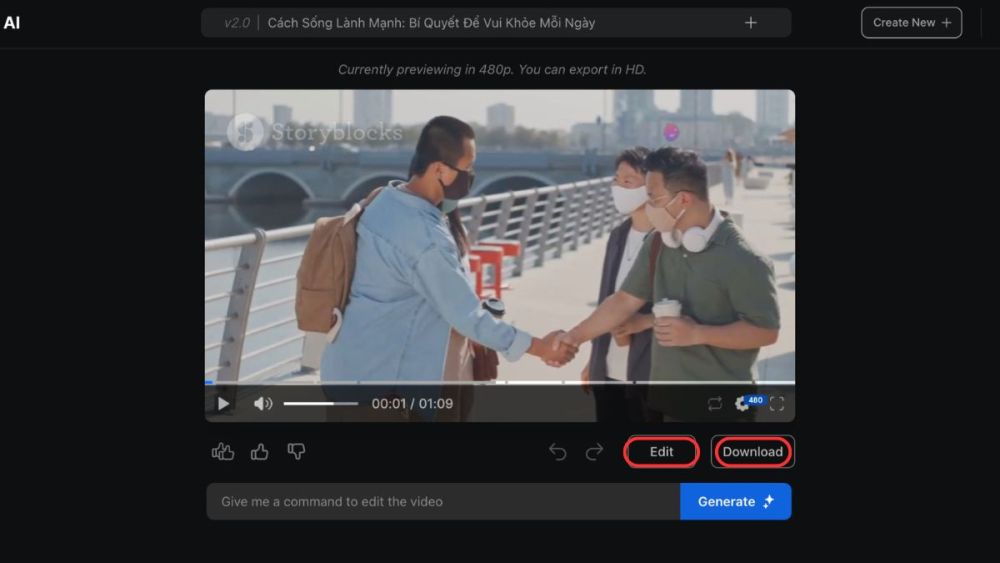 AI
v2.0 | Cách Sống Lành Mạnh: Bí Quyết Để Vui Khỏe Mỗi Ngày +
Create New +
Currently previewing in 480p. You can export in HD.
Storyblocks
00:01 / 01:09
480
Edit
Download
Give me a command to edit the video
Generate